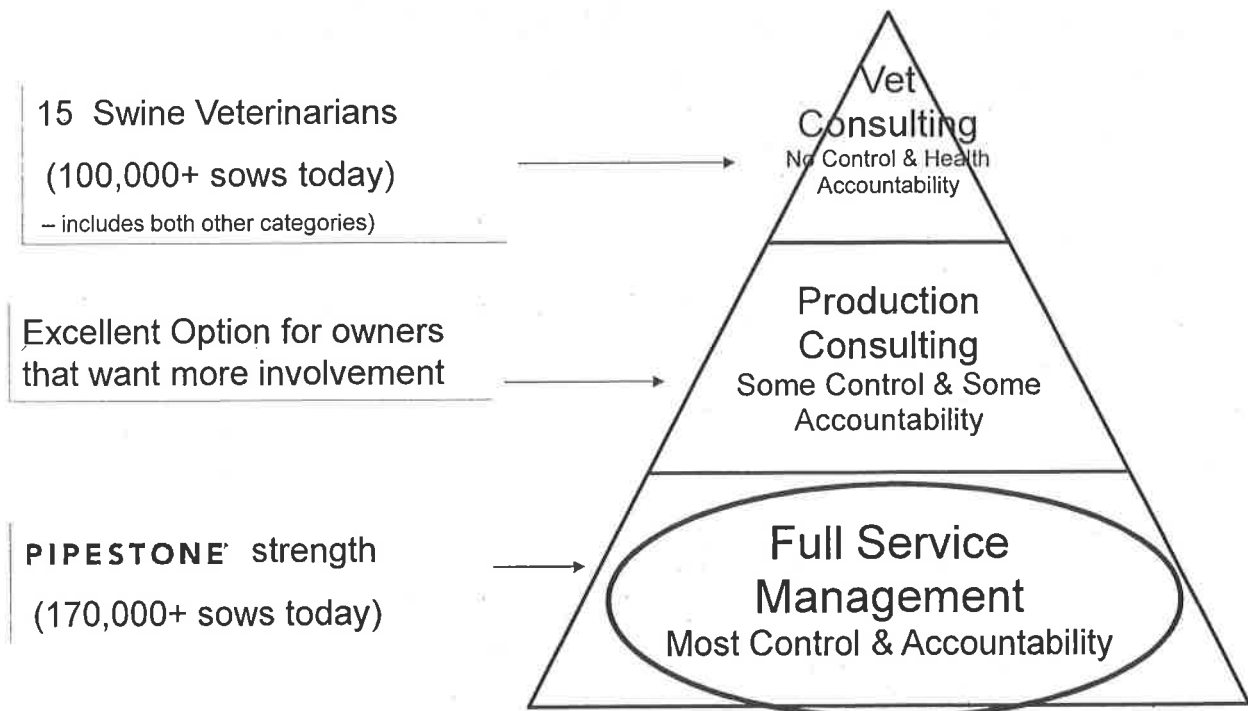 15 Swine Veterinarians
(100,000+ sows today)
– includes both other categories)
Excellent Option for owners
that want more involvement
PIPESTONE strength
(170,000+ sows today)
Vet
Consulting
No Control & Health
Accountability
Production
Consulting
Some Control & Some
Accountability
Full Service
Management
Most Control & Accountability